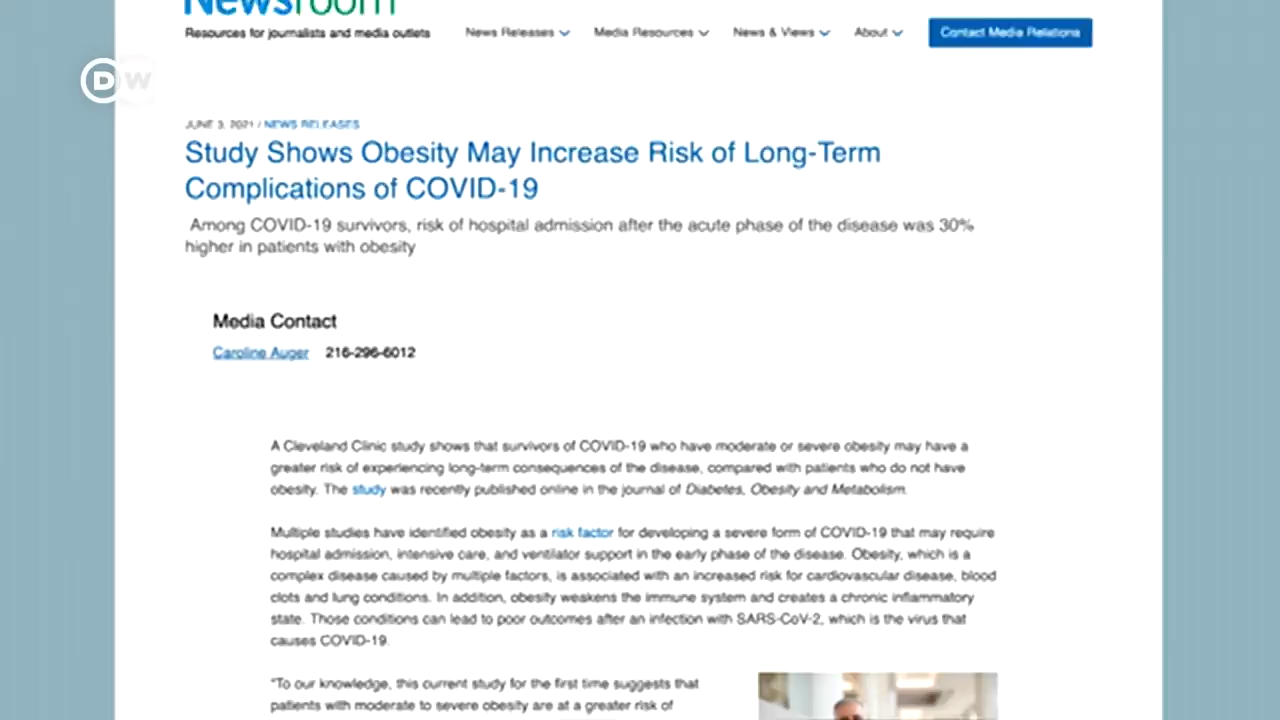 Newsroom
Resources for journalists and media outlets
News Releases
Media Resources
News & Views
About
Contact Media Relations
DW
JUNE 3, 2021 / NEWS RELEASES
Study Shows Obesity May Increase Risk of Long-Term
Complications of COVID-19
Among COVID-19 survivors, risk of hospital admission after the acute phase of the disease was 30%
higher in patients with obesity
Media Contact
Caroline Auger 216-296-6012
A Cleveland Clinic study shows that survivors of COVID-19 who have moderate or severe obesity may have a
greater risk of experiencing long-term consequences of the disease, compared with patients who do not have
obesity. The study was recently published online in the journal of Diabetes, Obesity and Metabolism.
Multiple studies have identified obesity as a risk factor for developing a severe form of COVID-19 that may require
hospital admission, intensive care, and ventilator support in the early phase of the disease. Obesity, which is a
complex disease caused by multiple factors, is associated with an increased risk for cardiovascular disease, blood
clots and lung conditions. In addition, obesity weakens the immune system and creates a chronic inflammatory
state. Those conditions can lead to poor outcomes after an infection with SARS-CoV-2, which is the virus that
causes COVID-19.
"To our knowledge, this current study for the first time suggests that
patients with moderate to severe obesity are at a greater risk of